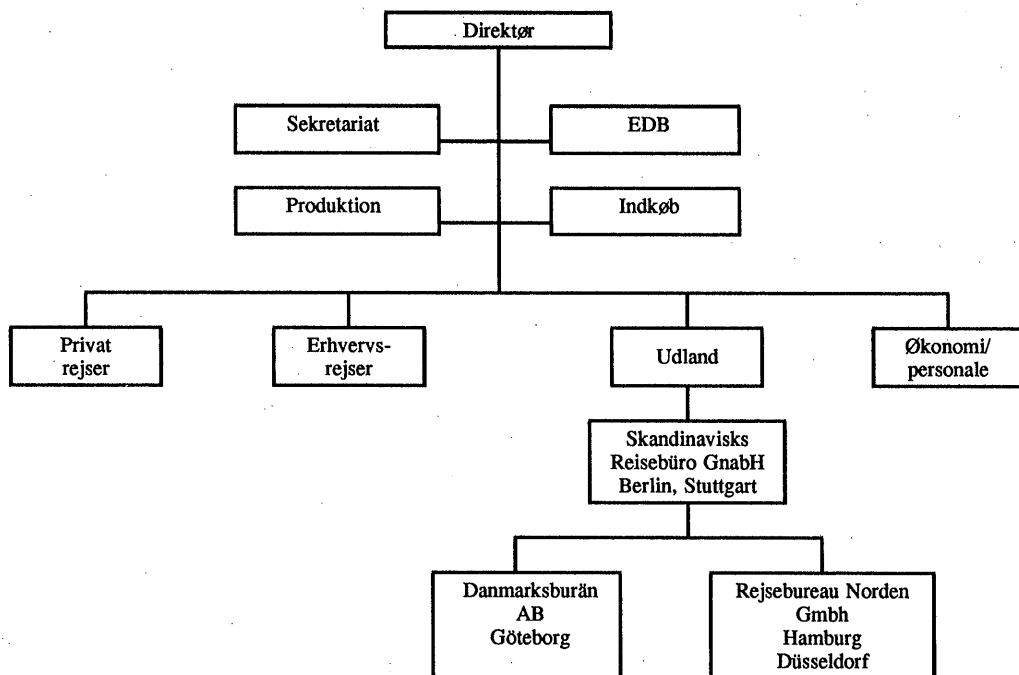 Direktør
Sekretariat
EDB
Produktion
Indkøb
Privat
rejser
Erhvervs-
rejser
Udland
Økonomi/
personale
Skandinavisks
Reisebüro GnabH
Berlin, Stuttgart
Danmarksburän
AB
Göteborg
Rejsebureau Norden
Gmbh
Hamburg
Düsseldorf